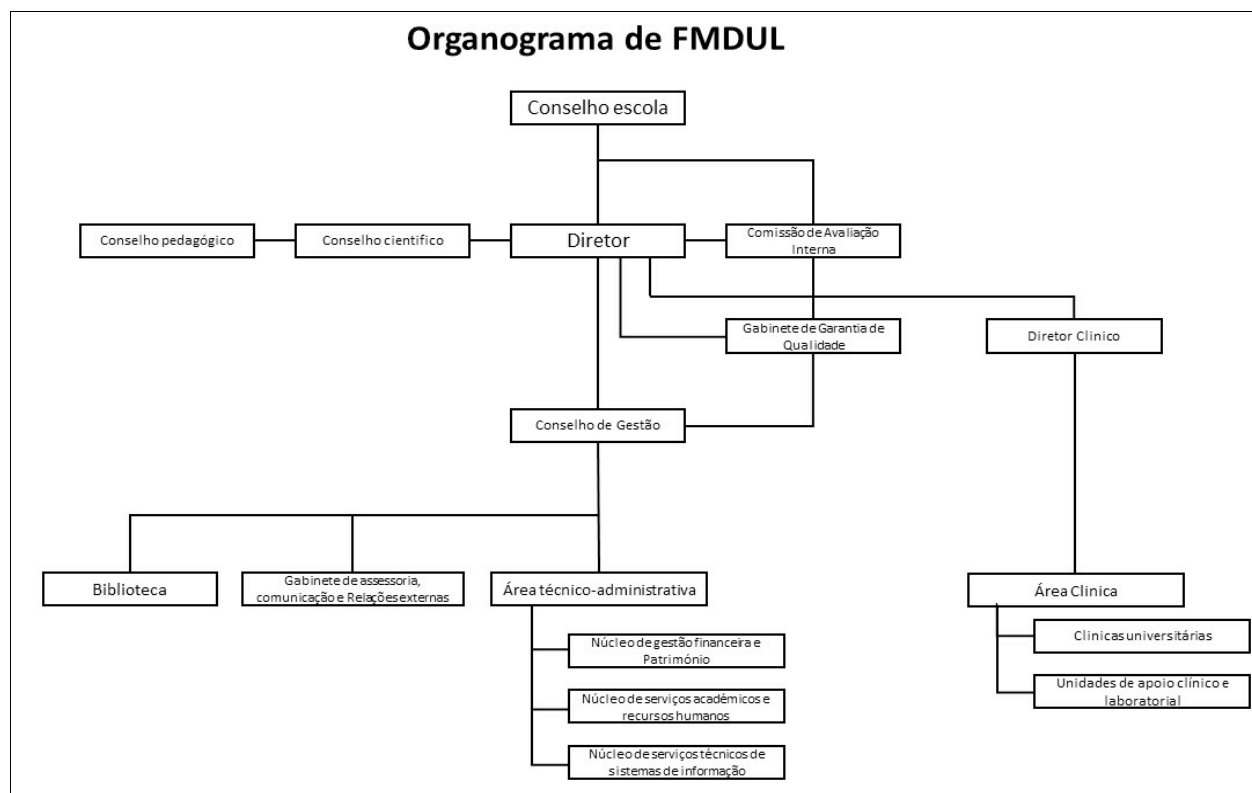 Organograma de FMDUL
Conselho escola
Conselho pedagógico
Conselho cientifico
Diretor
Comissão de Avaliação
Interna
Gabinete de Garantia de
Qualidade
Diretor Clinico
Conselho de Gestão
Biblioteca
Gabinete de assessoria,
comunicação e Relações externas
Área técnico-administrativa
Área Clinica
Núcleo de gestão financeira e
Património
Núcleo de serviços académicos e
recursos humanos
Núcleo de serviços técnicos de
sistemas de informação
Clinicas universitárias
Unidades de apoio clínico e
laboratorial